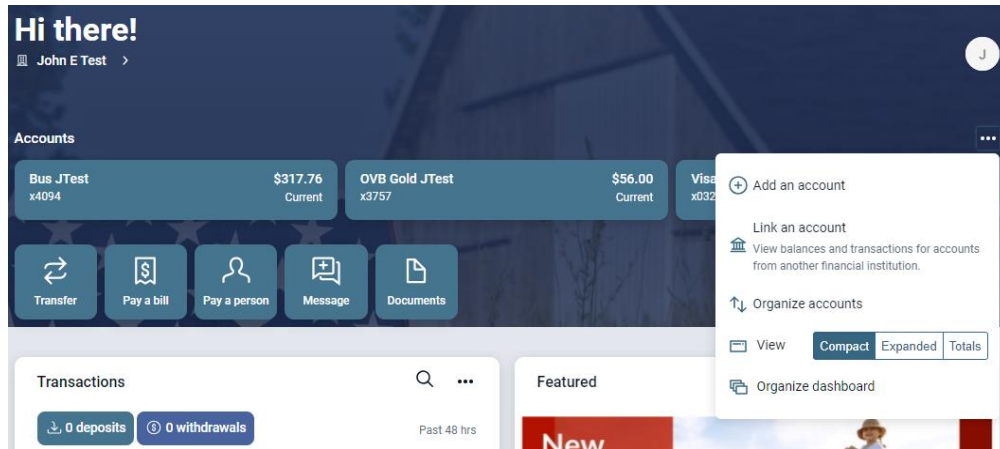 Hi there!
John E Test >
J
Accounts
Bus JTest $317.76
x4094 Current
OVB Gold JTest $56.00
x3757 Current
Visa
x032
Transfer
Pay a bill
Pay a person
Message
Documents
Add an account
Link an account
View balances and transactions for accounts
from another financial institution.
Organize accounts
View Compact Expanded Totals
Organize dashboard
Transactions
0 deposits 0 withdrawals Past 48 hrs
Featured
New